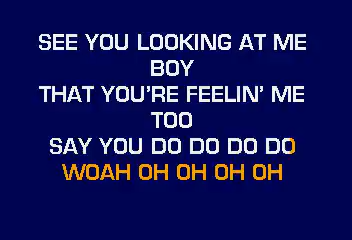 SEE YOU LOOKING AT ME
BOY
THAT YOU'RE FEELIN' ME
TOO
SAY YOU DO DO DO DO
WOAH OH OH OH OH